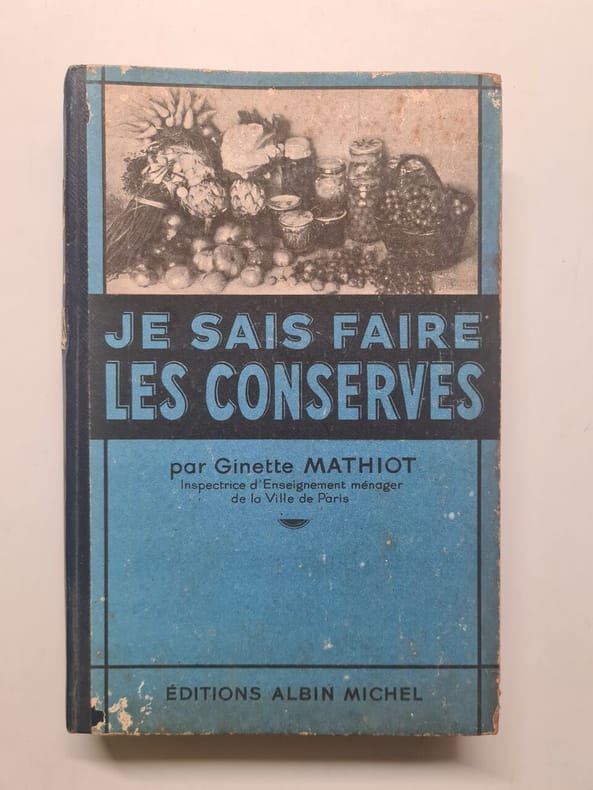 JE SAIS FAIRE
LES CONSERVES
par Ginette MATHIOT
Inspectrice d'Enseignement ménager
de la Ville de Paris
ÉDITIONS ALBIN MICHEL